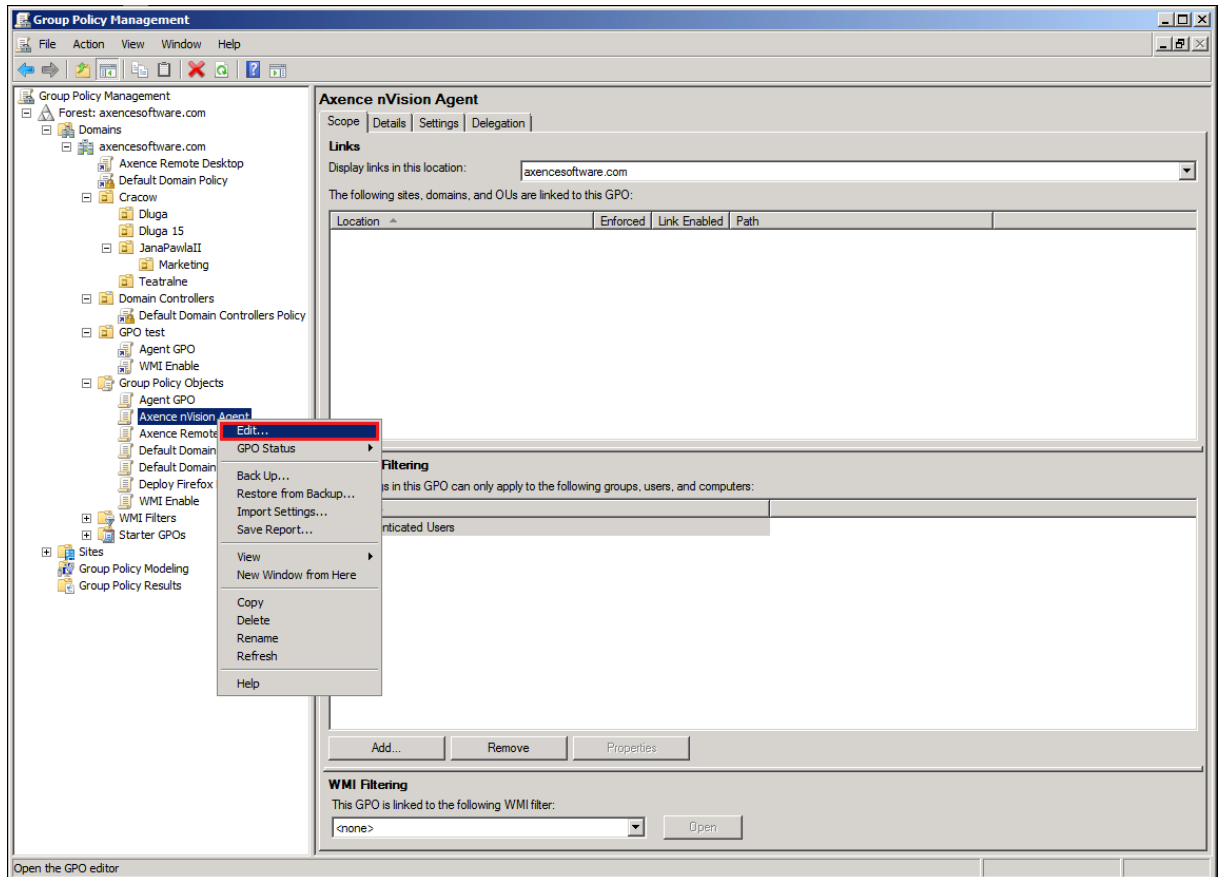 Group Policy Management
File Action View Window Help
Group Policy Management
Forest: axencesoftware.com
Domains
axencesoftware.com
Axence Remote Desktop
Default Domain Policy
Cracow
Dluga
Dluga 15
JanaPawlaII
Marketing
Teatralne
Domain Controllers
Default Domain Controllers Policy
GPO test
Agent GPO
WMI Enable
Group Policy Objects
Agent GPO
Axence nVision Agent
Axence Remote
Default Domain
Default Domain
Deploy Firefox
WMI Enable
WMI Filters
Starter GPOs
Sites
Group Policy Modeling
Group Policy Results
Edit...
GPO Status
Back Up...
Restore from Backup...
Import Settings...
Save Report...
View
New Window from Here
Copy
Delete
Rename
Refresh
Help
Axence nVision Agent
Scope Details Settings Delegation
Links
Display links in this location: axencesoftware.com
The following sites, domains, and OUs are linked to this GPO:
Location Enforced Link Enabled Path
Filtering
in this GPO can only apply to the following groups, users, and computers:
Users
Add... Remove Properties
WMI Filtering
This GPO is linked to the following WMI filter:
<none> Open
Open the GPO editor